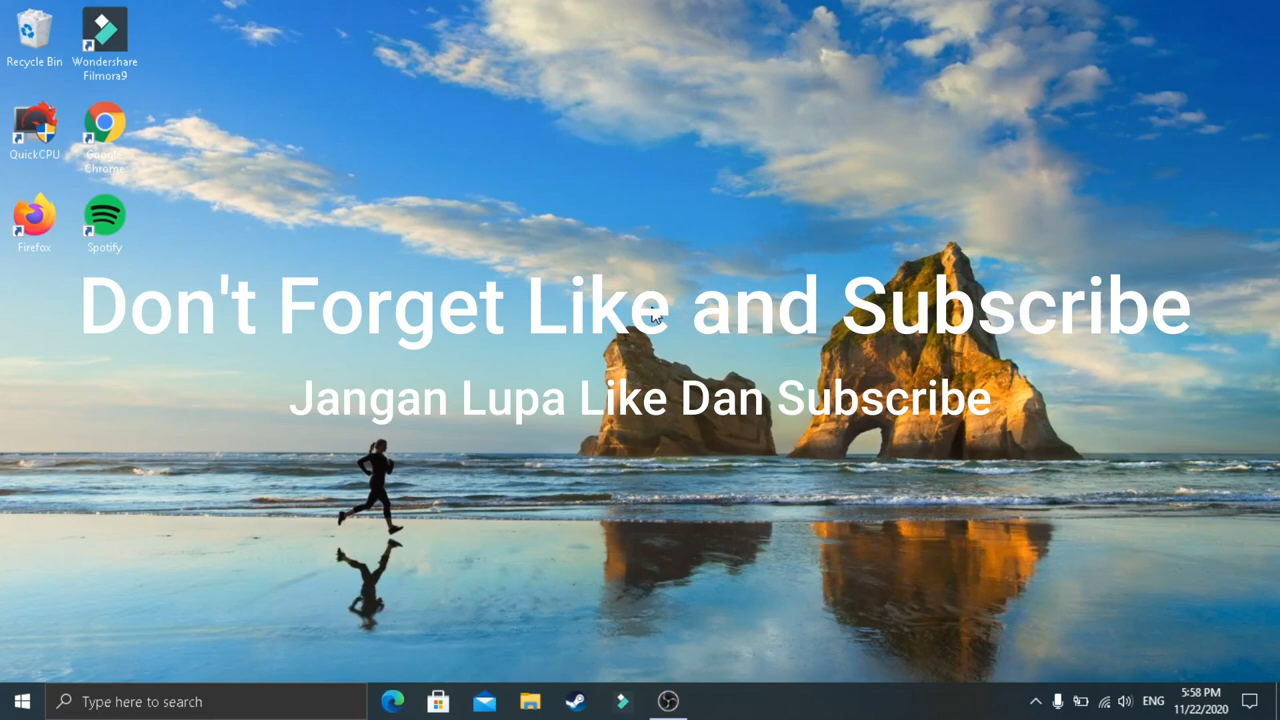 Recycle Bin
Wondershare
Filmora9
QuickCPU
Google
Chrome
Firefox
Spotify
Don't Forget Like and Subscribe
Jangan Lupa Like Dan Subscribe
Type here to search
ENG
5:58 PM
11/22/2020